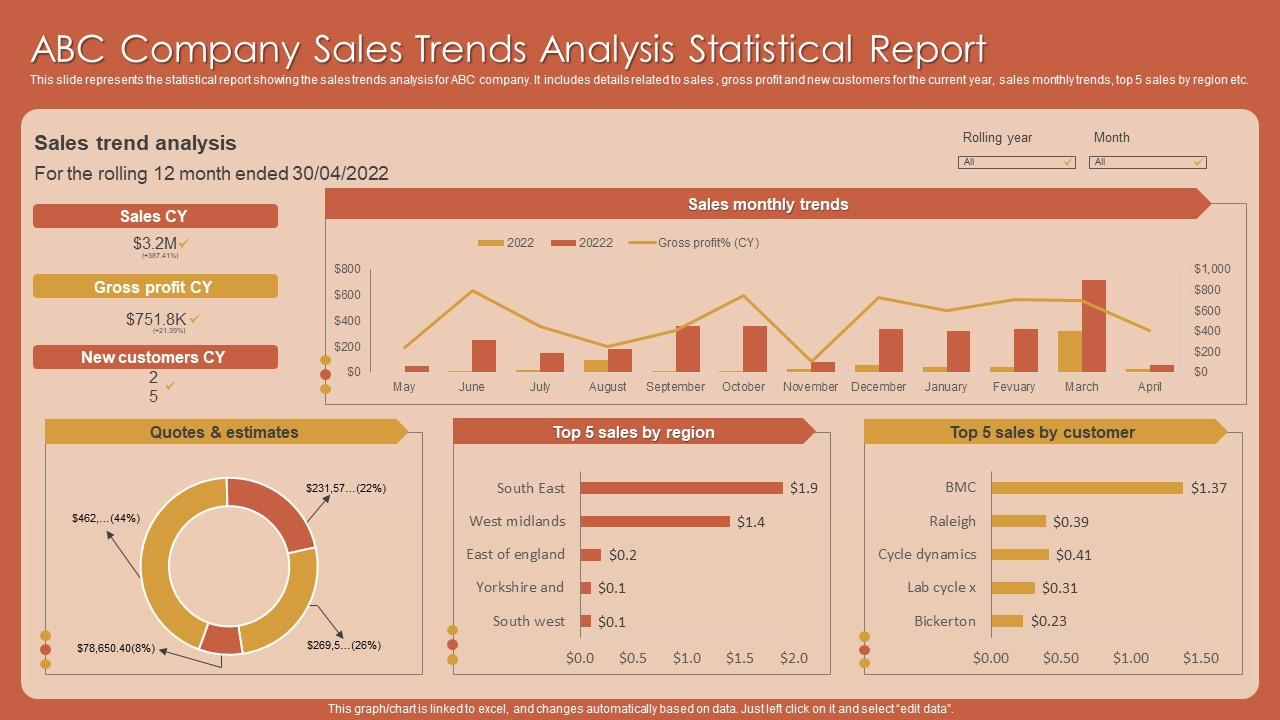 ABC Company Sales Trends Analysis Statistical Report
This slide represents the statistical report showing the sales trends analysis for ABC company. It includes details related to sales , gross profit and new customers for the current year, sales monthly trends, top 5 sales by region etc.
Sales trend analysis
For the rolling 12 month ended 30/04/2022
Rolling year
Month
All
All
Sales CY
$3.2M
(+387.41%)
Gross profit CY
$751.8K
(+21.39%)
New customers CY
2
5
Sales monthly trends
2022 20222 Gross profit% (CY)
$800
$600
$400
$200
$0
$1,000
$800
$600
$400
$200
$0
May June July August September October November December January Fevuary March April
Quotes & estimates
$231,57…(22%)
$462,…(44%)
$269,5…(26%)
$78,650.40(8%)
Top 5 sales by region
South East $1.9
West midlands $1.4
East of england $0.2
Yorkshire and $0.1
South west $0.1
$0.0 $0.5 $1.0 $1.5 $2.0
Top 5 sales by customer
BMC $1.37
Raleigh $0.39
Cycle dynamics $0.41
Lab cycle x $0.31
Bickerton $0.23
$0.00 $0.50 $1.00 $1.50
This graph/chart is linked to excel, and changes automatically based on data. Just left click on it and select “edit data”.